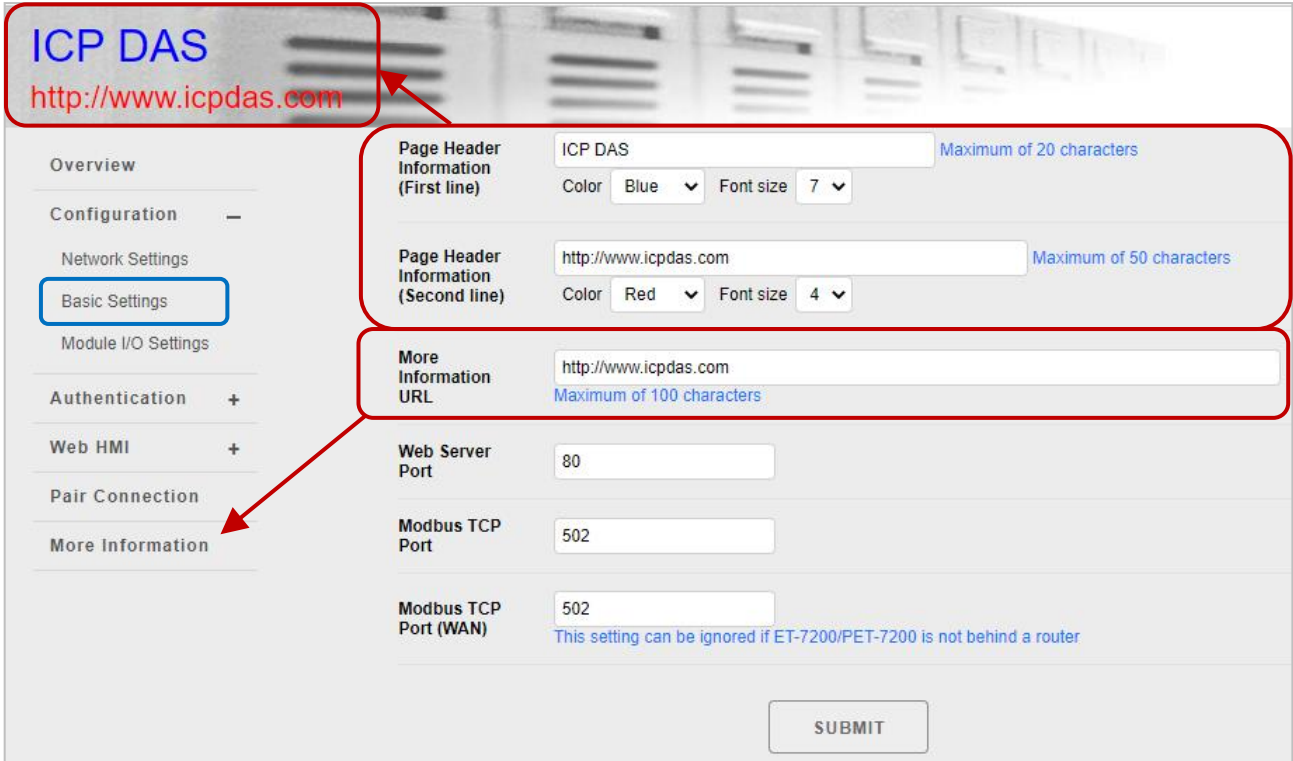 ICP DAS
http://www.icpdas.com
Overview
Configuration –
Network Settings
Basic Settings
Module I/O Settings
Authentication +
Web HMI +
Pair Connection
More Information
Page Header
Information
(First line)
ICP DAS
Maximum of 20 characters
Color Blue Font size 7
Page Header
Information
(Second line)
http://www.icpdas.com
Maximum of 50 characters
Color Red Font size 4
More
Information
URL
http://www.icpdas.com
Maximum of 100 characters
Web Server
Port
80
Modbus TCP
Port
502
Modbus TCP
Port (WAN)
502
This setting can be ignored if ET-7200/PET-7200 is not behind a router
SUBMIT